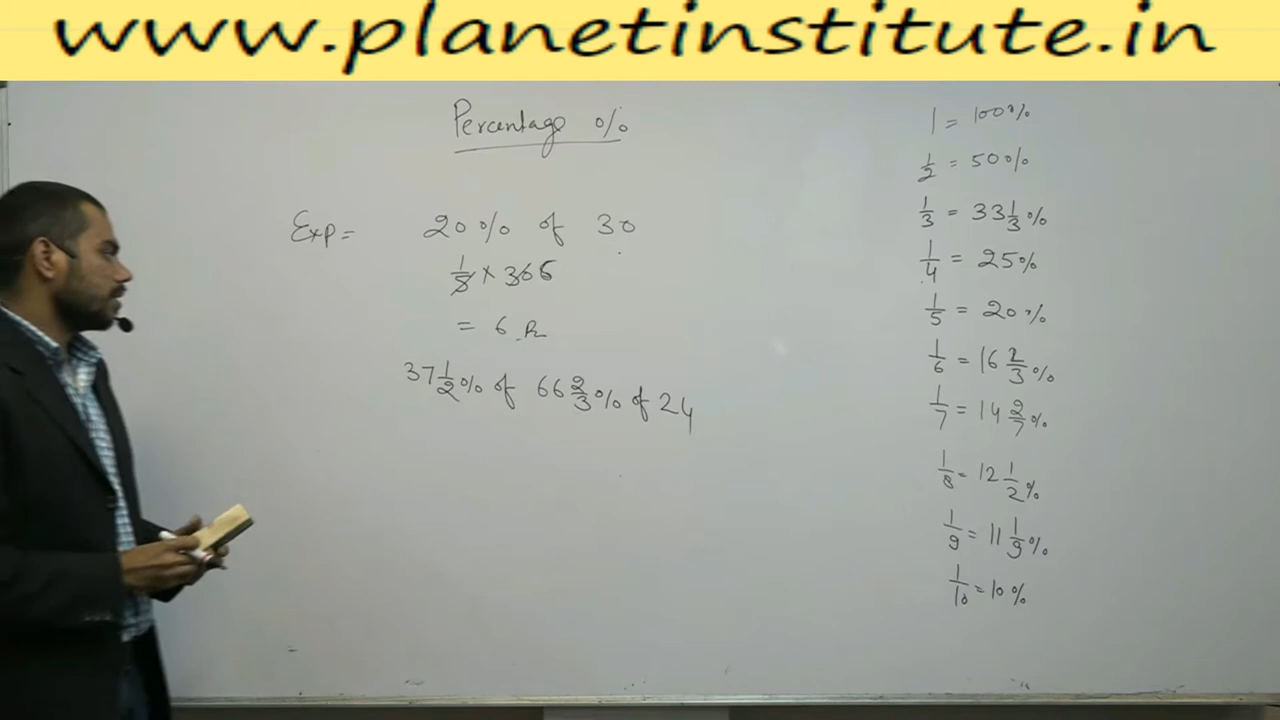 www.planetinstitute.in
Percentage %
Exp = 20% of 30
1/5 × 30 6
= 6
37 1/2% of 66 2/3% of 24
1 = 100%
1/2 = 50%
1/3 = 33 1/3%
1/4 = 25%
1/5 = 20%
1/6 = 16 2/3%
1/7 = 14 2/7%
1/8 = 12 1/2%
1/9 = 11 1/9%
1/10 = 10%